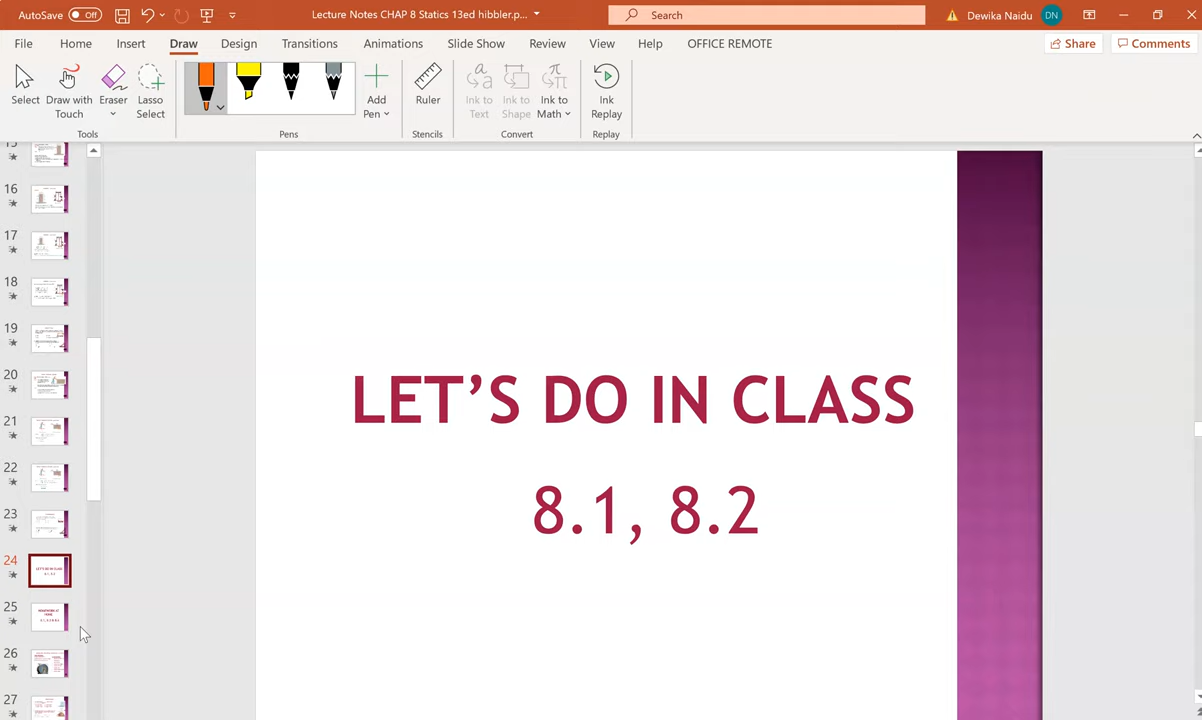 AutoSave Off Lecture Notes CHAP 8 Statics 13ed hibbler.p... Search Dewika Naidu DN
File Home Insert Draw Design Transitions Animations Slide Show Review View Help OFFICE REMOTE Share Comments
Select Draw with Touch Eraser Lasso Select Add Pen Ruler Ink to Text Ink to Shape Ink to Math Ink Replay
Tools Pens Stencils Convert Replay
16
17
18
19
20
21
22
23
24
25
26
27
LET'S DO IN CLASS
8.1, 8.2